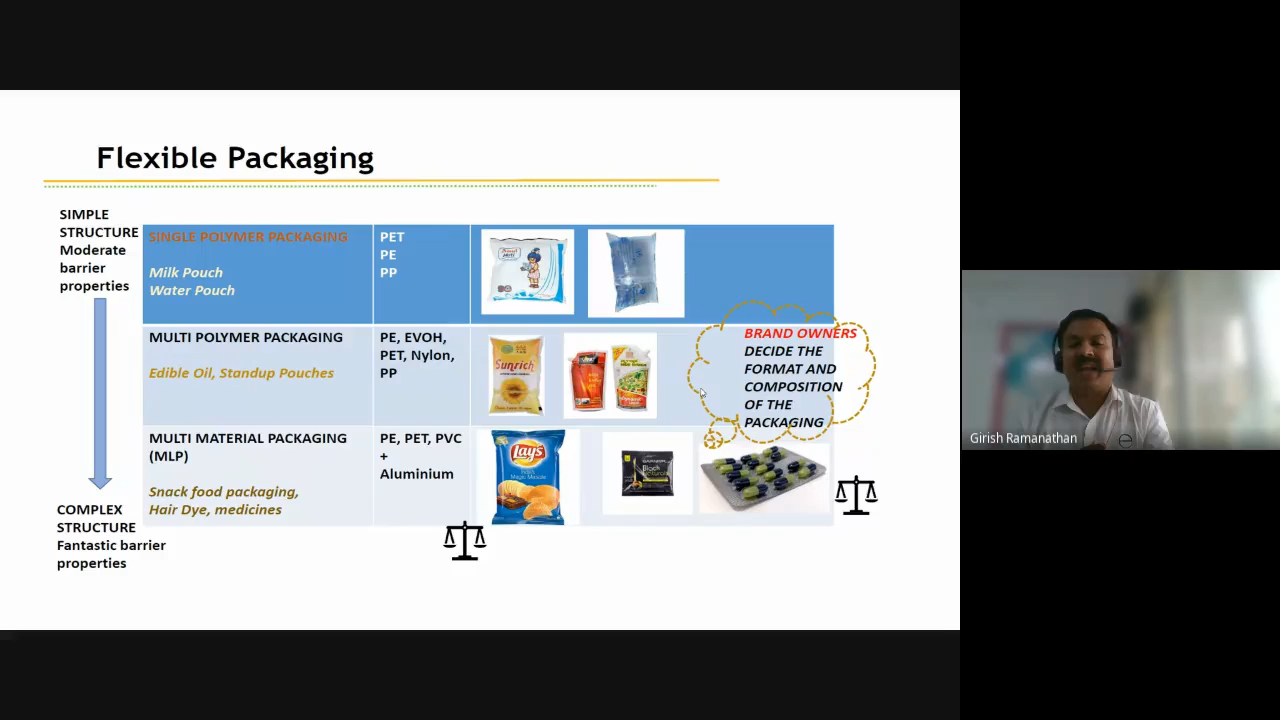 Flexible Packaging
SIMPLE
STRUCTURE
Moderate
barrier
properties
SINGLE POLYMER PACKAGING
Milk Pouch
Water Pouch
PET
PE
PP
MULTI POLYMER PACKAGING
Edible Oil, Standup Pouches
PE, EVOH,
PET, Nylon,
PP
Sunrich
BRAND OWNERS
DECIDE THE
FORMAT AND
COMPOSITION
OF THE
PACKAGING
MULTI MATERIAL PACKAGING
(MLP)
Snack food packaging,
Hair Dye, medicines
PE, PET, PVC
+
Aluminium
Lay's
COMPLEX
STRUCTURE
Fantastic barrier
properties
Girish Ramanathan